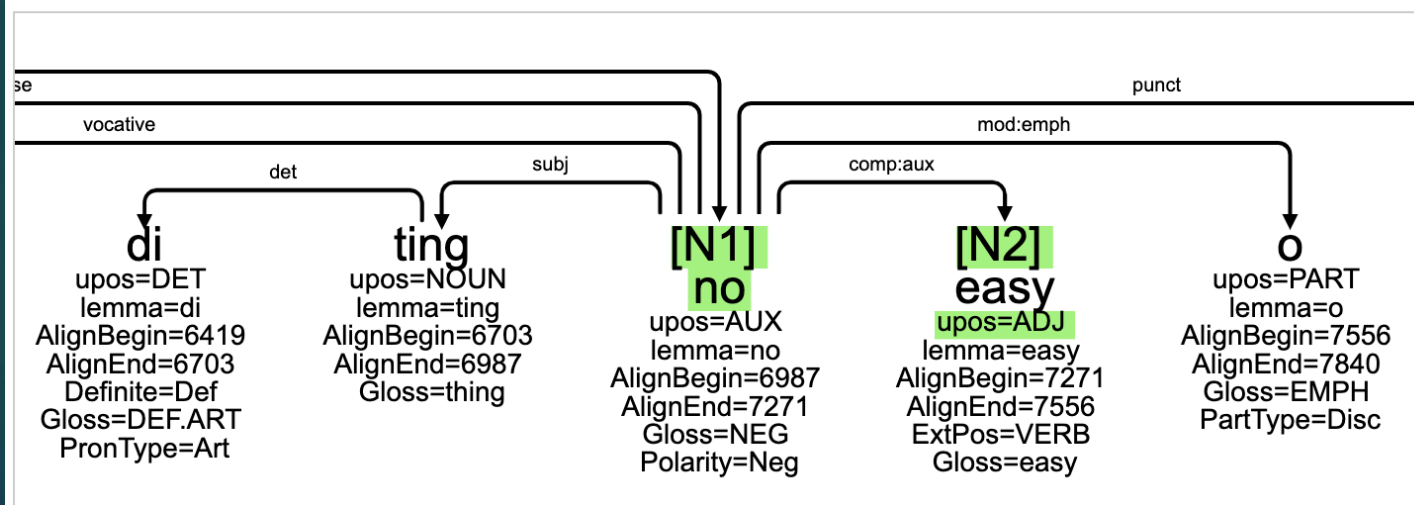 se
punct
vocative
mod:emph
det
subj
comp:aux
di
upos=DET
lemma=di
AlignBegin=6419
AlignEnd=6703
Definite=Def
Gloss=DEF.ART
PronType=Art
ting
upos=NOUN
lemma=ting
AlignBegin=6703
AlignEnd=6987
Gloss=thing
[N1]
no
upos=AUX
lemma=no
AlignBegin=6987
AlignEnd=7271
Gloss=NEG
Polarity=Neg
[N2]
easy
upos=ADJ
lemma=easy
AlignBegin=7271
AlignEnd=7556
ExtPos=VERB
Gloss=easy
o
upos=PART
lemma=o
AlignBegin=7556
AlignEnd=7840
Gloss=EMPH
PartType=Disc